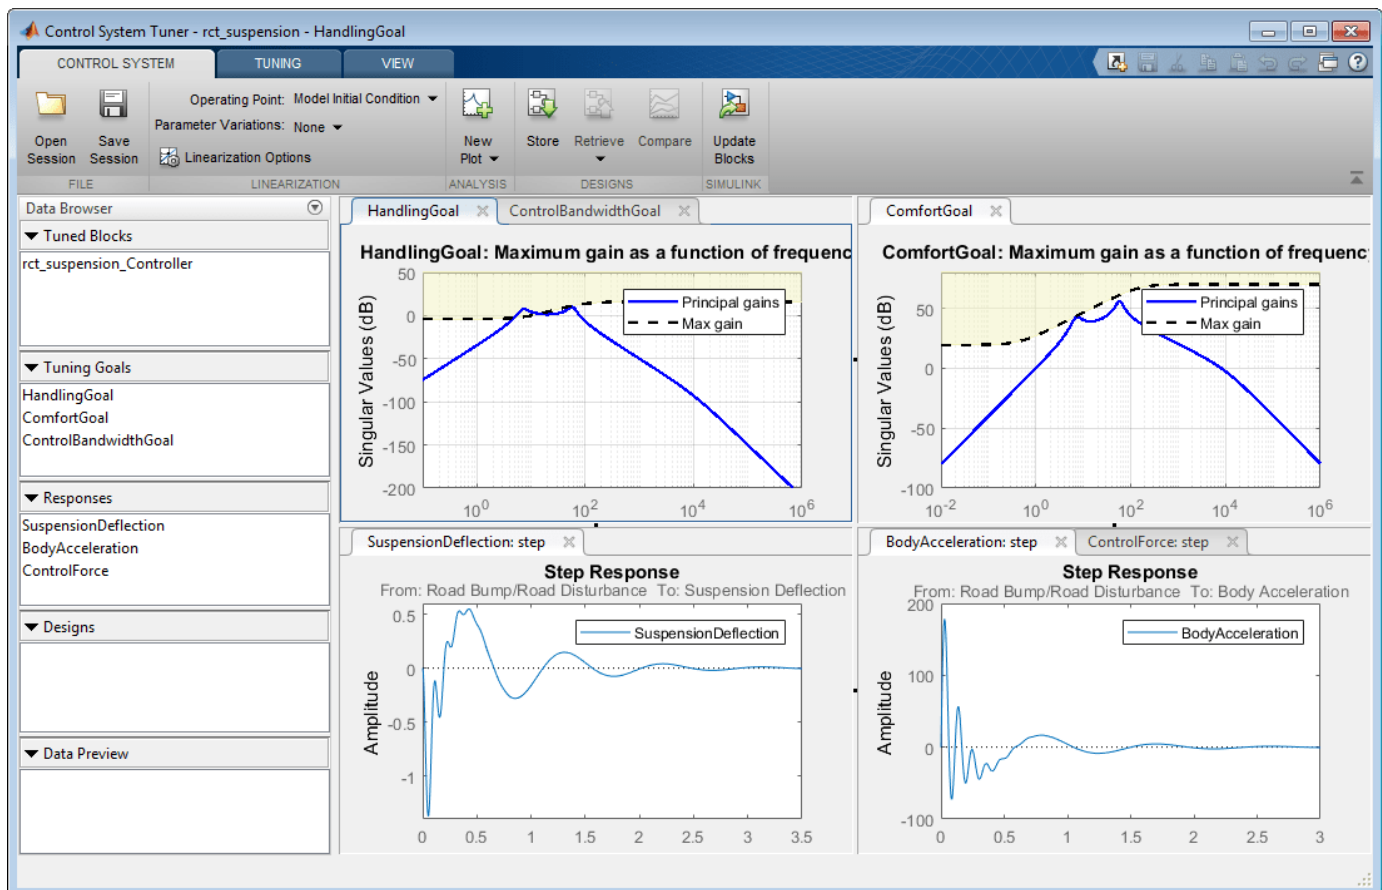 Control System Tuner - rct_suspension - HandlingGoal
CONTROL SYSTEM TUNING VIEW
Operating Point: Model Initial Condition
Parameter Variations: None
Linearization Options
Open Session
Save Session
New Plot
Store
Retrieve
Compare
Update Blocks
FILE LINEARIZATION ANALYSIS DESIGNS SIMULINK
Data Browser
Tuned Blocks
rct_suspension_Controller
Tuning Goals
HandlingGoal
ComfortGoal
ControlBandwidthGoal
Responses
SuspensionDeflection
BodyAcceleration
ControlForce
Designs
Data Preview
HandlingGoal ControlBandwidthGoal
HandlingGoal: Maximum gain as a function of frequenc
Singular Values (dB)
50
0
-50
-100
-150
-200
10^0 10^2 10^4 10^6
Principal gains
Max gain
ComfortGoal
ComfortGoal: Maximum gain as a function of frequency
Singular Values (dB)
50
0
-50
-100
10^-2 10^0 10^2 10^4 10^6
Principal gains
Max gain
SuspensionDeflection: step
Step Response
From: Road Bump/Road Disturbance To: Suspension Deflection
Amplitude
0.5
0
-0.5
-1
0 0.5 1 1.5 2 2.5 3 3.5
SuspensionDeflection
BodyAcceleration: step ControlForce: step
Step Response
From: Road Bump/Road Disturbance To: Body Acceleration
Amplitude
200
100
0
-100
0 0.5 1 1.5 2 2.5 3
BodyAcceleration